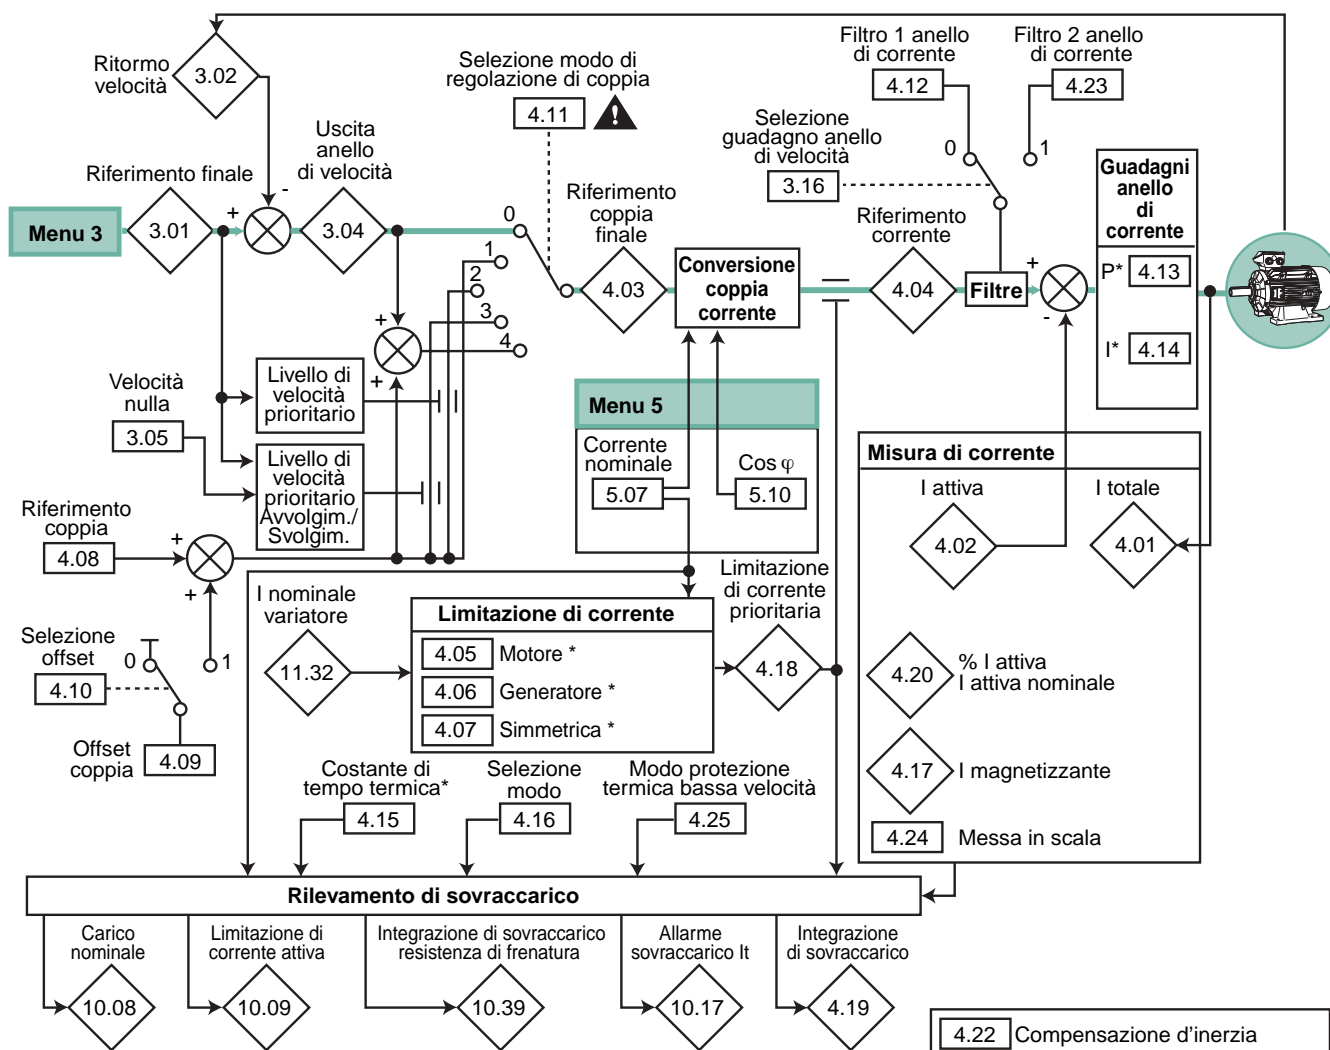 Ritormo
velocità
3.02
Selezione modo di
regolazione di coppia
4.11
Filtro 1 anello
di corrente
4.12
Filtro 2 anello
di corrente
4.23
Selezione
guadagno anello
di velocità
3.16
0
1
Uscita
anello
di velocità
Riferimento finale
Menu 3
3.01
+
-
3.04
0
1
2
3
4
Riferimento
coppia
finale
4.03
Conversione
coppia
corrente
Riferimento
corrente
4.04
Filtre
+
-
Guadagni
anello
di
corrente
P* 4.13
I* 4.14
+
+
Livello di
velocità
prioritario
Velocità
nulla
3.05
Livello di
velocità
prioritario
Avvolgim./
Svolgim.
Menu 5
Corrente
nominale
5.07
Cos φ
5.10
Misura di corrente
I attiva
4.02
I totale
4.01
4.20
% I attiva
I attiva nominale
4.17
I magnetizzante
4.24
Messa in scala
Riferimento
coppia
4.08
+
+
Selezione
offset
4.10
0
1
Offset
coppia
4.09
I nominale
variatore
11.32
Limitazione di corrente
4.05 Motore *
4.06 Generatore *
4.07 Simmetrica *
Limitazione
di corrente
prioritaria
4.18
Costante di
tempo termica*
4.15
Selezione
modo
4.16
Modo protezione
termica bassa velocità
4.25
Rilevamento di sovraccarico
Carico
nominale
10.08
Limitazione di
corrente attiva
10.09
Integrazione di sovraccarico
resistenza di frenatura
10.39
Allarme
sovraccarico It
10.17
Integrazione
di sovraccarico
4.19
4.22 Compensazione d'inerzia